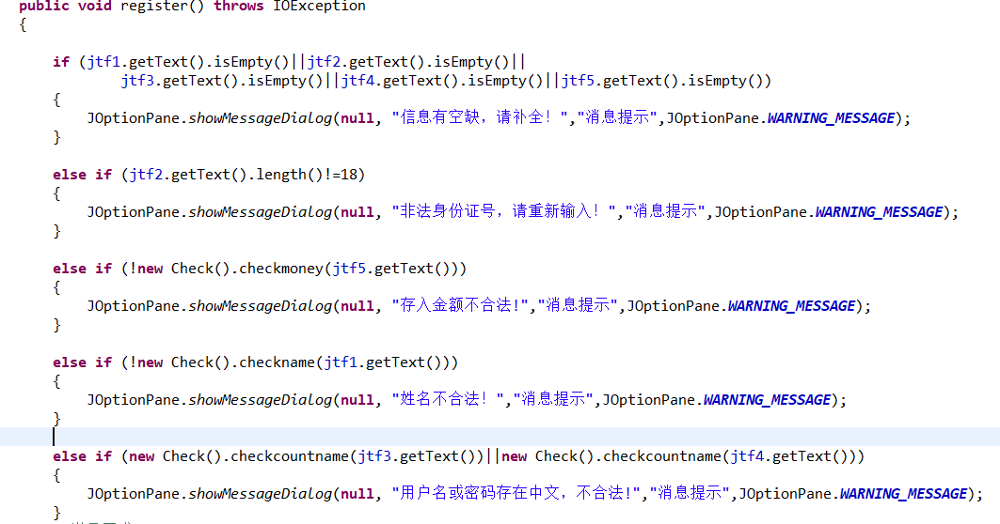 public void register() throws IOException
{
if (jtf1.getText().isEmpty()||jtf2.getText().isEmpty()||
jtf3.getText().isEmpty()||jtf4.getText().isEmpty()||jtf5.getText().isEmpty())
{
JOptionPane.showMessageDialog(null, "信息有空缺，请补全！","消息提示",JOptionPane.WARNING_MESSAGE);
}
else if (jtf2.getText().length()!=18)
{
JOptionPane.showMessageDialog(null, "非法身份证号，请重新输入！","消息提示",JOptionPane.WARNING_MESSAGE);
}
else if (!new Check().checkmoney(jtf5.getText()))
{
JOptionPane.showMessageDialog(null, "存入金额不合法!","消息提示",JOptionPane.WARNING_MESSAGE);
}
else if (!new Check().checkname(jtf1.getText()))
{
JOptionPane.showMessageDialog(null, "姓名不合法！","消息提示",JOptionPane.WARNING_MESSAGE);
}
else if (new Check().checkcountname(jtf3.getText())||new Check().checkcountname(jtf4.getText()))
{
JOptionPane.showMessageDialog(null, "用户名或密码存在中文，不合法!","消息提示",JOptionPane.WARNING_MESSAGE);
}